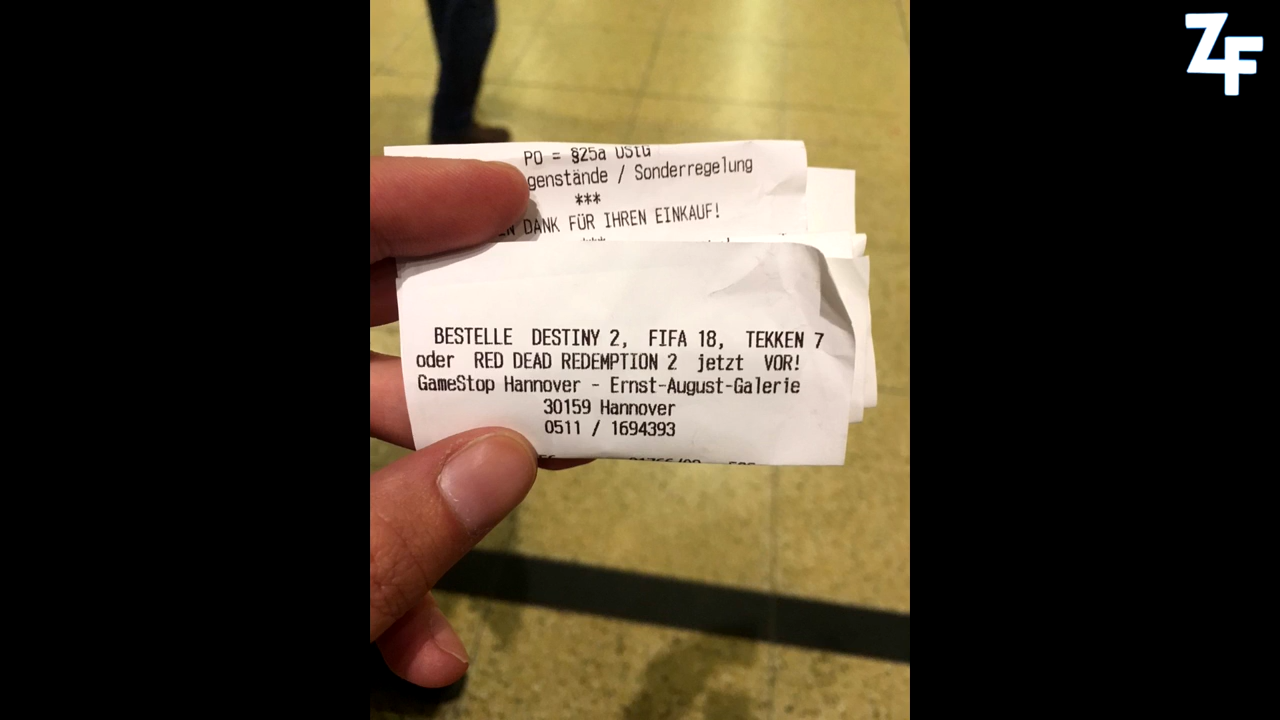 ZF
PO = §25a UStG
genstände / Sonderregelung
***
DANK FÜR IHREN EINKAUF!
BESTELLE DESTINY 2, FIFA 18, TEKKEN 7
oder RED DEAD REDEMPTION 2 jetzt VOR!
GameStop Hannover - Ernst-August-Galerie
30159 Hannover
0511 / 1694393